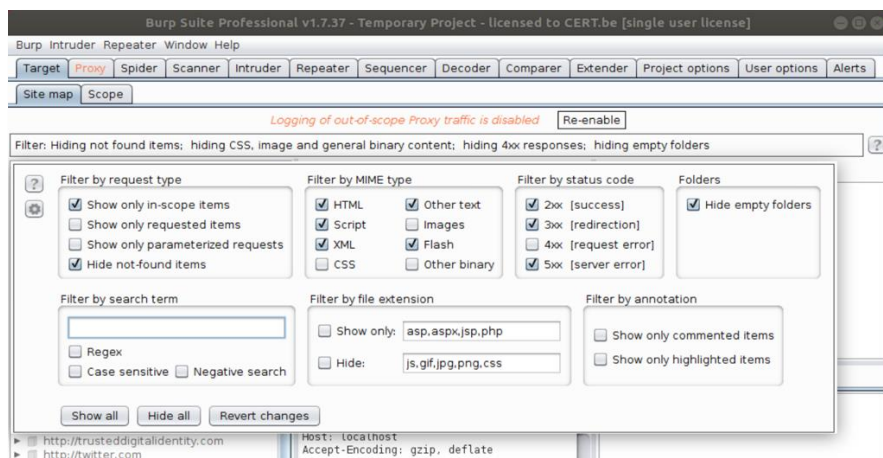 Burp Suite Professional v1.7.37 - Temporary Project - licensed to CERT.be [single user license]
Burp Intruder Repeater Window Help
Target Proxy Spider Scanner Intruder Repeater Sequencer Decoder Comparer Extender Project options User options Alerts
Site map Scope
Logging of out-of-scope Proxy traffic is disabled Re-enable
Filter: Hiding not found items; hiding CSS, image and general binary content; hiding 4xx responses; hiding empty folders ?
? Filter by request type Filter by MIME type Filter by status code Folders
Show only in-scope items HTML Other text 2xx [success] Hide empty folders
Show only requested items Script Images 3xx [redirection]
Show only parameterized requests XML Flash 4xx [request error]
Hide not-found items CSS Other binary 5xx [server error]
Filter by search term Filter by file extension Filter by annotation
Show only: asp,aspx,jsp,php Show only commented items
Regex Hide: js,gif,jpg,png,css Show only highlighted items
Case sensitive Negative search
Show all Hide all Revert changes
http://trusteddigitalidentity.com Host: localhost
http://twitter.com Accept-Encoding: gzip, deflate